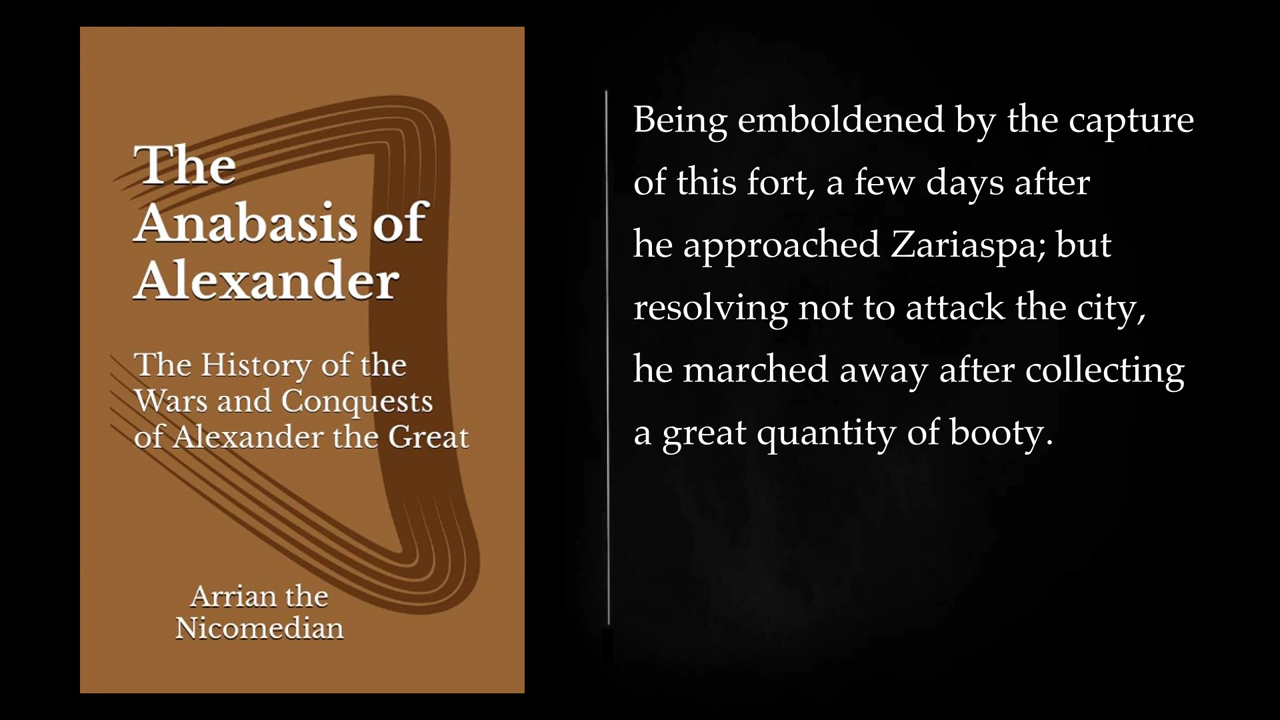 The
Anabasis of
Alexander
The History of the
Wars and Conquests
of Alexander the Great
Arrian the
Nicomedian
Being emboldened by the capture
of this fort, a few days after
he approached Zariaspa; but
resolving not to attack the city,
he marched away after collecting
a great quantity of booty.